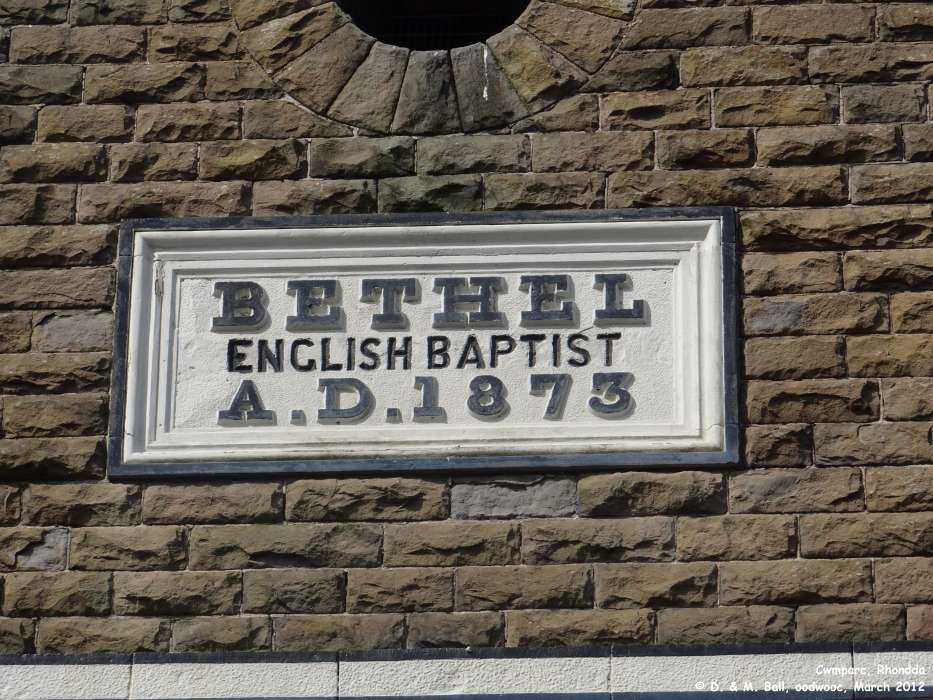 BETHEL
ENGLISH BAPTIST
A.D. 1873
Cwmparc, Rhondda
© D. & M. Ball, oodwooc, March 2012